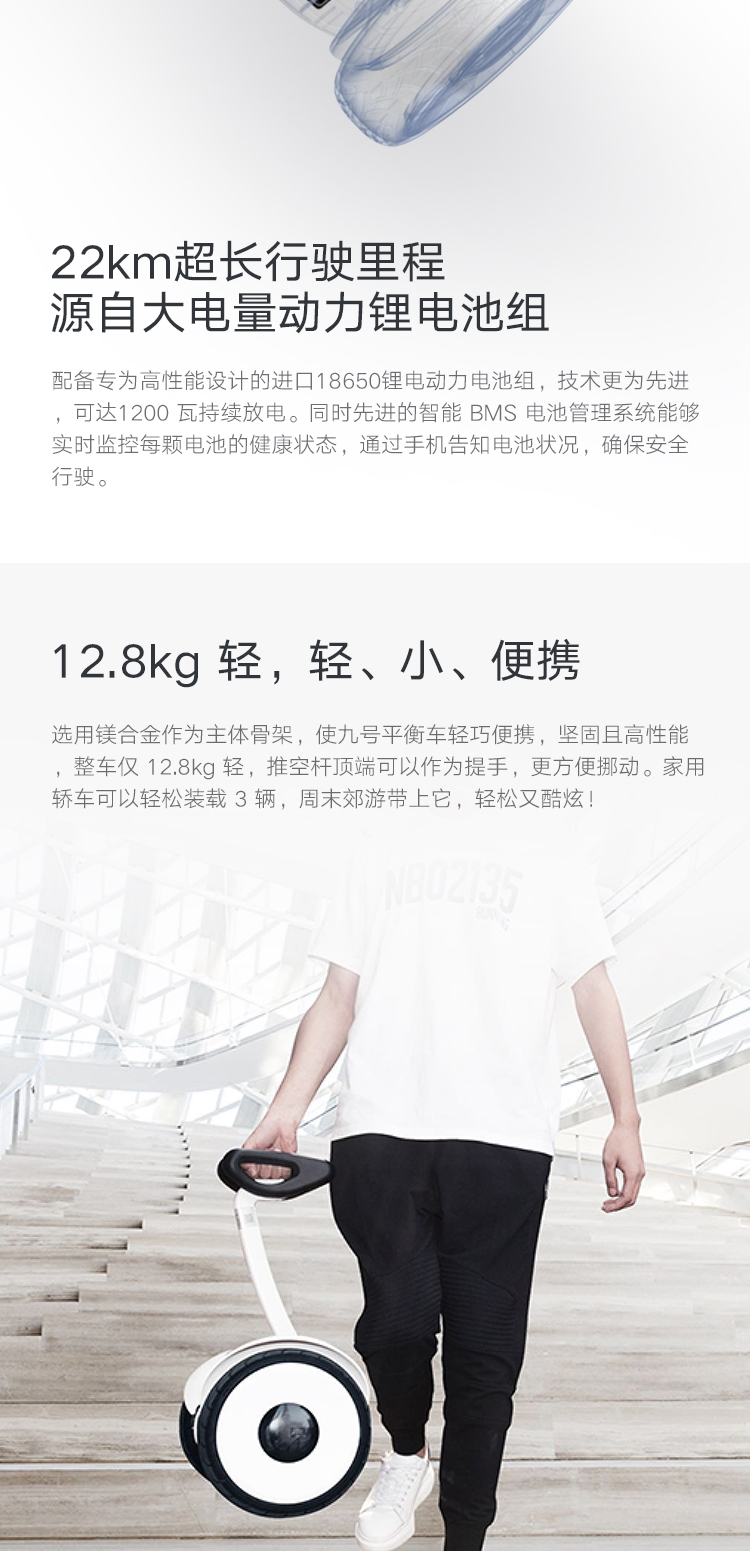 22km超长行驶里程
源自大电量动力锂电池组
配备专为高性能设计的进口18650锂电动力电池组，技术更为先进
，可达1200 瓦持续放电。同时先进的智能 BMS 电池管理系统能够
实时监控每颗电池的健康状态，通过手机告知电池状况，确保安全
行驶。
12.8kg 轻，轻、小、便携
选用镁合金作为主体骨架，使九号平衡车轻巧便携，坚固且高性能
，整车仅 12.8kg 轻，推空杆顶端可以作为提手，更方便挪动。家用
轿车可以轻松装载 3 辆，周末郊游带上它，轻松又酷炫！
NB02135